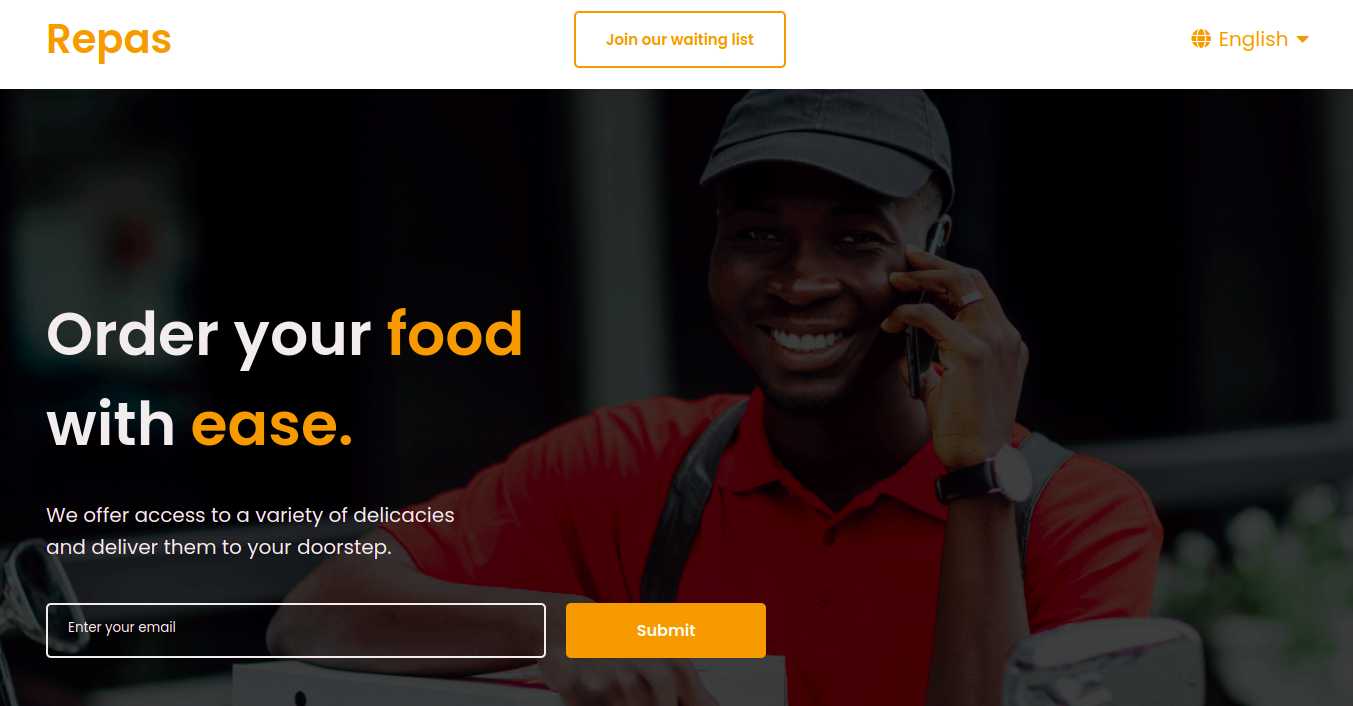 Repas
Join our waiting list
English
Order your food
with ease.
We offer access to a variety of delicacies
and deliver them to your doorstep.
Enter your email
Submit